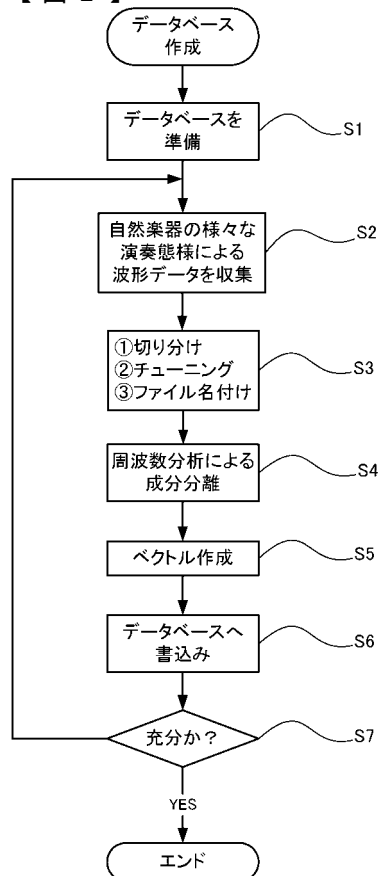 データベース
作成
データベースを
準備
S1
自然楽器の様々な
演奏態様による
波形データを収集
S2
①切り分け
②チューニング
③ファイル名付け
S3
周波数分析による
成分分離
S4
ベクトル作成
S5
データベースへ
書込み
S6
充分か？
S7
YES
エンド